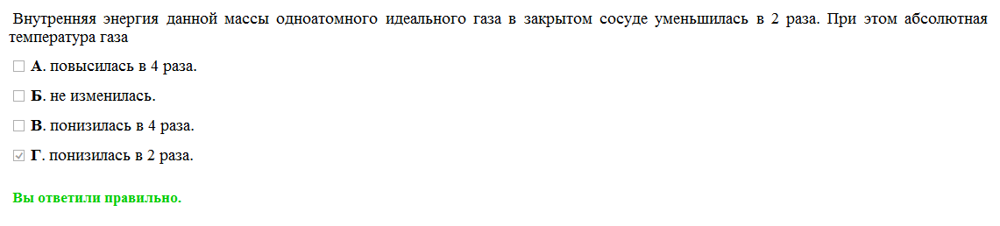 Внутренняя энергия данной массы одноатомного идеального газа в закрытом сосуде уменьшилась в 2 раза. При этом абсолютная
температура газа
А. повысилась в 4 раза.
Б. не изменилась.
В. понизилась в 4 раза.
Г. понизилась в 2 раза.
Вы ответили правильно.